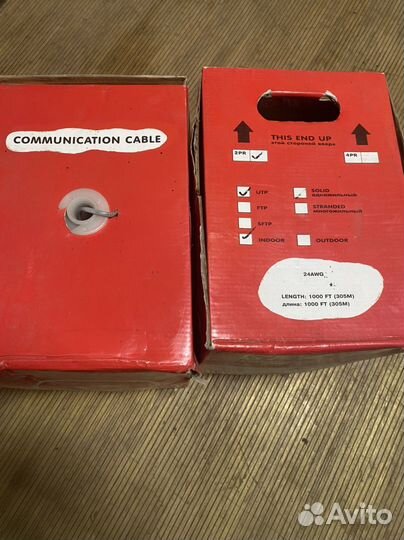 COMMUNICATION CABLE
THIS END UP
этой стороной вверх
2PR
4PR
UTP
SOLID
одножильный
FTP
STRANDED
многожильный
SFTP
INDOOR
OUTDOOR
24AWG
4
LENGTH: 1000 FT (305M)
длина: 1000 FT (305M)
Avito